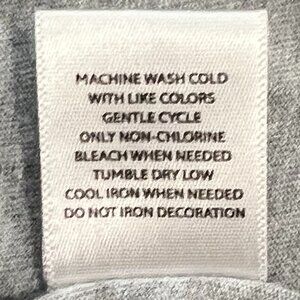 MACHINE WASH COLD
WITH LIKE COLORS
GENTLE CYCLE
ONLY NON-CHLORINE
BLEACH WHEN NEEDED
TUMBLE DRY LOW
COOL IRON WHEN NEEDED
DO NOT IRON DECORATION